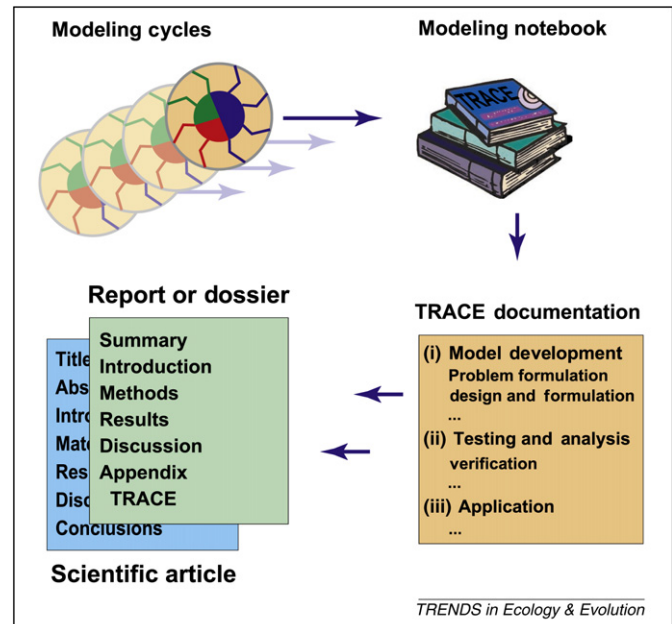 Modeling cycles
Modeling notebook
TRACE
Report or dossier
Summary
Introduction
Methods
Results
Discussion
Appendix
TRACE
Title
Abs
Intro
Mate
Res
Disc
Conclusions
Scientific article
TRACE documentation
(i) Model development
Problem formulation
design and formulation
...
(ii) Testing and analysis
verification
...
(iii) Application
...
TRENDS in Ecology & Evolution